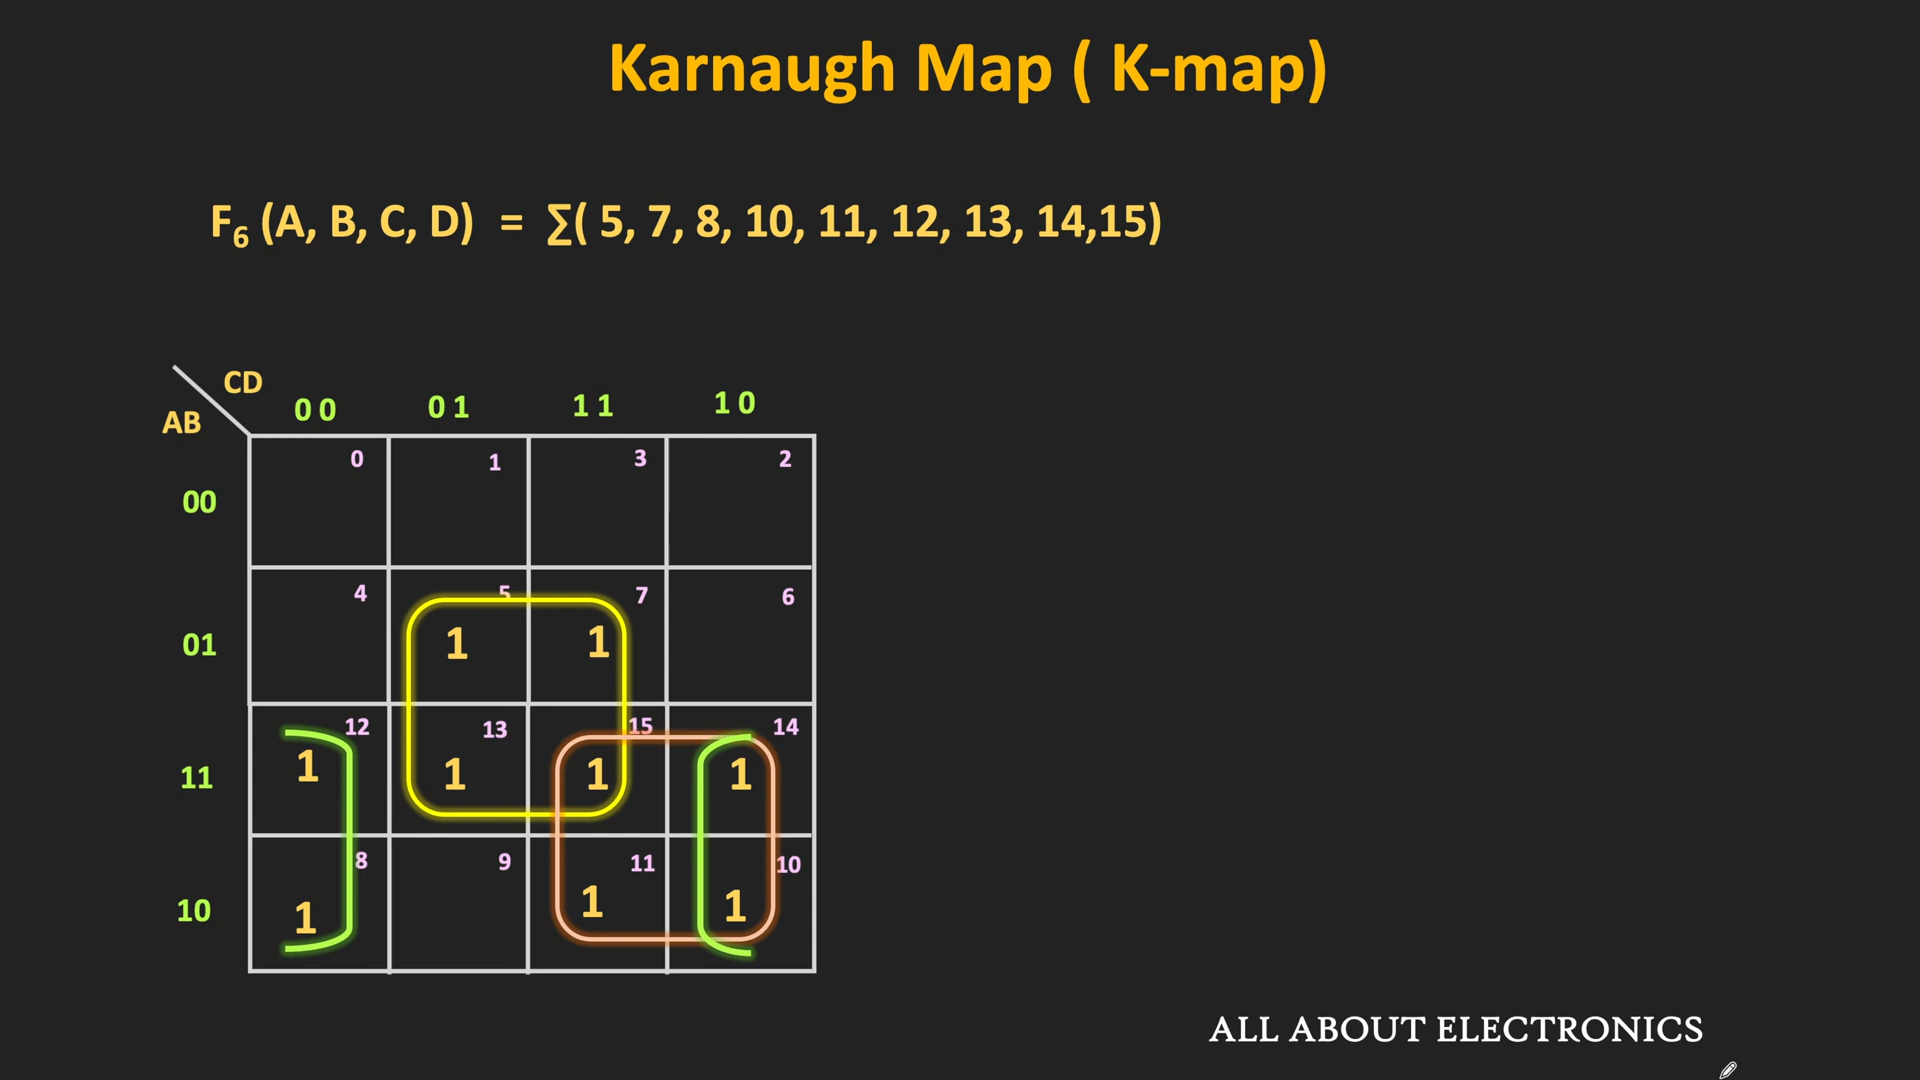 Karnaugh Map ( K-map)
F6 (A, B, C, D) = ∑( 5, 7, 8, 10, 11, 12, 13, 14,15)
CD
AB
0 0 0 1 1 1 1 0
0 1 3 2
00
4 5 7 6
01
1 1
12 13 15 14
11
1 1 1 1
8 9 11 10
10
1 1 1
ALL ABOUT ELECTRONICS